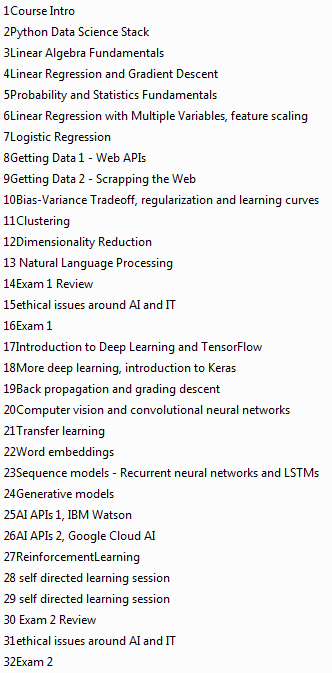 1Course Intro
2Python Data Science Stack
3Linear Algebra Fundamentals
4Linear Regression and Gradient Descent
5Probability and Statistics Fundamentals
6Linear Regression with Multiple Variables, feature scaling
7Logistic Regression
8Getting Data 1 - Web APIs
9Getting Data 2 - Scrapping the Web
10Bias-Variance Tradeoff, regularization and learning curves
11Clustering
12Dimensionality Reduction
13 Natural Language Processing
14Exam 1 Review
15ethical issues around AI and IT
16Exam 1
17Introduction to Deep Learning and TensorFlow
18More deep learning, introduction to Keras
19Back propagation and grading descent
20Computer vision and convolutional neural networks
21Transfer learning
22Word embeddings
23Sequence models - Recurrent neural networks and LSTMs
24Generative models
25AI APIs 1, IBM Watson
26AI APIs 2, Google Cloud AI
27ReinforcementLearning
28 self directed learning session
29 self directed learning session
30 Exam 2 Review
31ethical issues around AI and IT
32Exam 2